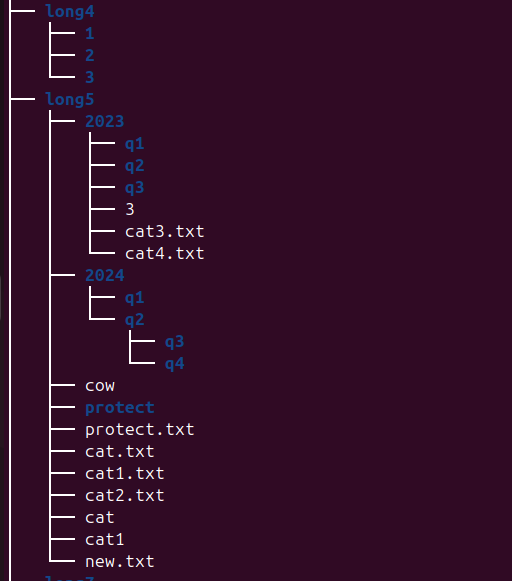 long4
1
2
3
long5
2023
q1
q2
q3
3
cat3.txt
cat4.txt
2024
q1
q2
q3
q4
cow
protect
protect.txt
cat.txt
cat1.txt
cat2.txt
cat
cat1
new.txt